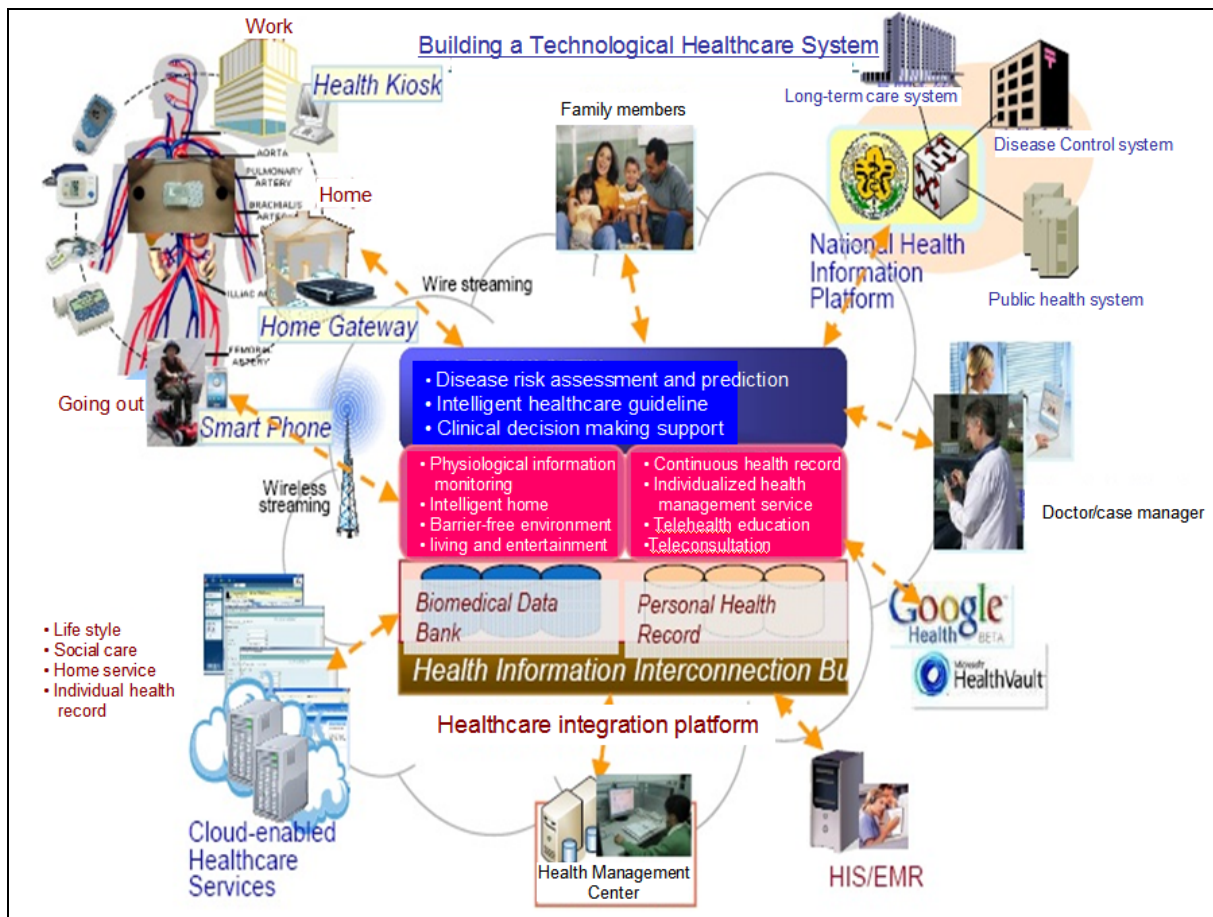 Building a Technological Healthcare System
Work
Health Kiosk
AORTA
PULMONARY
ARTERY
BRACHIALIS
Home
ILLIAC
FEMORAL
ARTERY
Home Gateway
Wire streaming
Going out
Smart Phone
Wireless
streaming
Family members
Long-term care system
Disease Control system
National Health
Information
Platform
Public health system
• Disease risk assessment and prediction
• Intelligent healthcare guideline
• Clinical decision making support
• Physiological information
monitoring
• Intelligent home
• Barrier-free environment
• living and entertainment
• Continuous health record
• Individualized health
management service
• Telehealth education
• Teleconsultation
Doctor/case manager
Biomedical Data
Bank
Personal Health
Record
Health Information Interconnection Bu
Healthcare integration platform
Google
Health BETA
Microsoft
HealthVault
• Life style
• Social care
• Home service
• Individual health
record
Cloud-enabled
Healthcare
Services
Health Management
Center
HIS/EMR